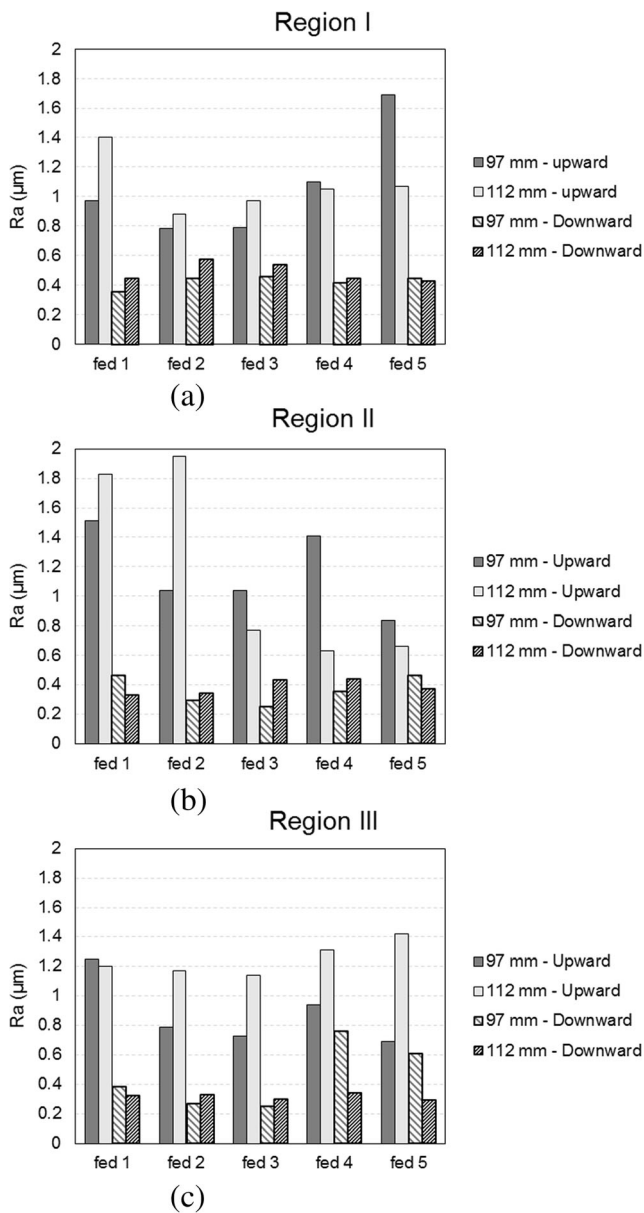 Region I
2
1.8
1.6
1.4
1.2
1
0.8
0.6
0.4
0.2
0
Ra (µm)
fed 1 fed 2 fed 3 fed 4 fed 5
97 mm - upward
112 mm - upward
97 mm - Downward
112 mm - Downward
(a)
Region II
2
1.8
1.6
1.4
1.2
1
0.8
0.6
0.4
0.2
0
Ra (µm)
fed 1 fed 2 fed 3 fed 4 fed 5
97 mm - Upward
112 mm - Upward
97 mm - Downward
112 mm - Downward
(b)
Region III
2
1.8
1.6
1.4
1.2
1
0.8
0.6
0.4
0.2
0
Ra (µm)
fed 1 fed 2 fed 3 fed 4 fed 5
97 mm - Upward
112 mm - Upward
97 mm - Downward
112 mm - Downward
(c)